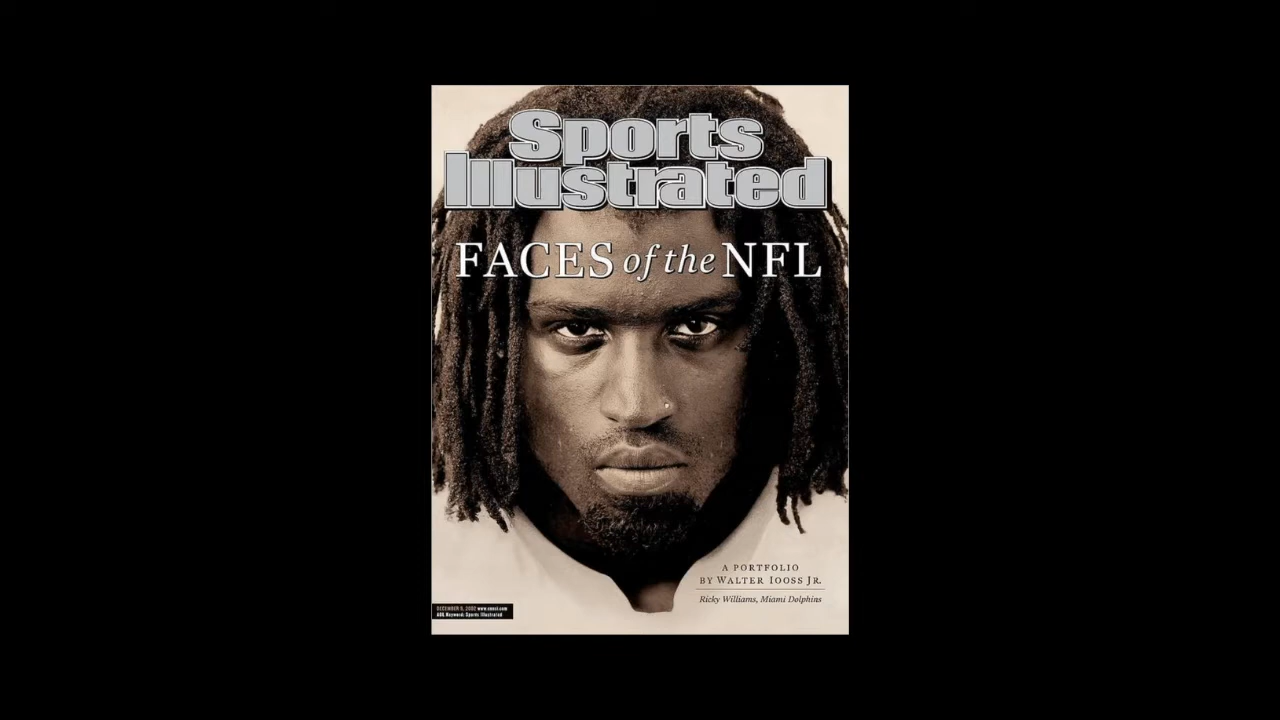 Sports
Illustrated
FACES of the NFL
A PORTFOLIO
BY WALTER IOOSS JR.
Ricky Williams, Miami Dolphins
DECEMBER 9, 2002 www.cnnsi.com
AOL Keyword: Sports Illustrated